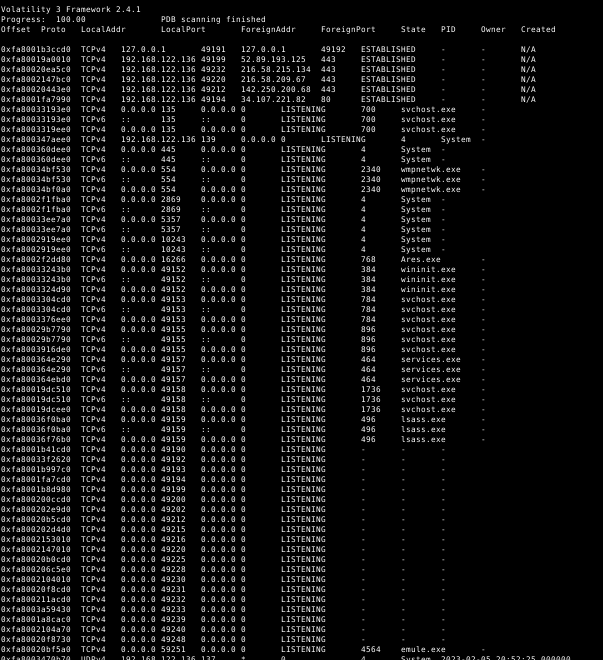 Volatility 3 Framework 2.4.1
Progress: 100.00 PDB scanning finished
Offset Proto LocalAddr LocalPort ForeignAddr ForeignPort State PID Owner Created
0xfa8001b3ccd0 TCPv4 127.0.0.1 49191 127.0.0.1 49192 ESTABLISHED - - N/A
0xfa80019a0010 TCPv4 192.168.122.136 49199 52.89.193.125 443 ESTABLISHED - - N/A
0xfa80020ea5c0 TCPv4 192.168.122.136 49232 216.58.215.134 443 ESTABLISHED - - N/A
0xfa8002147bc0 TCPv4 192.168.122.136 49220 216.58.209.67 443 ESTABLISHED - - N/A
0xfa80020443e0 TCPv4 192.168.122.136 49212 142.250.200.68 443 ESTABLISHED - - N/A
0xfa8001fa7990 TCPv4 192.168.122.136 49194 34.107.221.82 80 ESTABLISHED - - N/A
0xfa80033193e0 TCPv4 0.0.0.0 135 0.0.0.0 0 LISTENING 700 svchost.exe -
0xfa80033193e0 TCPv6 :: 135 :: 0 LISTENING 700 svchost.exe -
0xfa80033 19ee0 TCPv4 0.0.0.0 135 0.0.0.0 0 LISTENING 700 svchost.exe -
0xfa800347aee0 TCPv4 192.168.122.136 139 0.0.0.0 0 LISTENING 4 System -
0xfa800360dee0 TCPv4 0.0.0.0 445 0.0.0.0 0 LISTENING 4 System -
0xfa800360dee0 TCPv6 :: 445 :: 0 LISTENING 4 System -
0xfa80034bf530 TCPv4 0.0.0.0 554 0.0.0.0 0 LISTENING 2340 wmpnetwk.exe -
0xfa80034bf530 TCPv6 :: 554 :: 0 LISTENING 2340 wmpnetwk.exe -
0xfa80034bf0a0 TCPv4 0.0.0.0 554 0.0.0.0 0 LISTENING 2340 wmpnetwk.exe -
0xfa8002f1fba0 TCPv4 0.0.0.0 2869 0.0.0.0 0 LISTENING 4 System -
0xfa8002f1fba0 TCPv6 :: 2869 :: 0 LISTENING 4 System -
0xfa80033ee7a0 TCPv4 0.0.0.0 5357 0.0.0.0 0 LISTENING 4 System -
0xfa80033ee7a0 TCPv6 :: 5357 :: 0 LISTENING 4 System -
0xfa8002919ee0 TCPv4 0.0.0.0 10243 0.0.0.0 0 LISTENING 4 System -
0xfa8002919ee0 TCPv6 :: 10243 :: 0 LISTENING 4 System -
0xfa8002f2dd80 TCPv4 0.0.0.0 16266 0.0.0.0 0 LISTENING 768 Ares.exe -
0xfa80033243b0 TCPv4 0.0.0.0 49152 0.0.0.0 0 LISTENING 384 wininit.exe -
0xfa80033243b0 TCPv6 :: 49152 :: 0 LISTENING 384 wininit.exe -
0xfa8003324d90 TCPv4 0.0.0.0 49152 0.0.0.0 0 LISTENING 384 wininit.exe -
0xfa8003304cd0 TCPv4 0.0.0.0 49153 0.0.0.0 0 LISTENING 784 svchost.exe -
0xfa8003304cd0 TCPv6 :: 49153 :: 0 LISTENING 784 svchost.exe -
0xfa8003376ee0 TCPv4 0.0.0.0 49153 0.0.0.0 0 LISTENING 784 svchost.exe -
0xfa80029b7790 TCPv4 0.0.0.0 49155 0.0.0.0 0 LISTENING 896 svchost.exe -
0xfa80029b7790 TCPv6 :: 49155 :: 0 LISTENING 896 svchost.exe -
0xfa8003916de0 TCPv4 0.0.0.0 49155 0.0.0.0 0 LISTENING 896 svchost.exe -
0xfa800364e290 TCPv4 0.0.0.0 49157 0.0.0.0 0 LISTENING 464 services.exe -
0xfa800364e290 TCPv6 :: 49157 :: 0 LISTENING 464 services.exe -
0xfa800364ebd0 TCPv4 0.0.0.0 49157 0.0.0.0 0 LISTENING 464 services.exe -
0xfa80019dc510 TCPv4 0.0.0.0 49158 0.0.0.0 0 LISTENING 1736 svchost.exe -
0xfa80019dc510 TCPv6 :: 49158 :: 0 LISTENING 1736 svchost.exe -
0xfa80019dcee0 TCPv4 0.0.0.0 49158 0.0.0.0 0 LISTENING 1736 svchost.exe -
0xfa80036f0ba0 TCPv4 0.0.0.0 49159 0.0.0.0 0 LISTENING 496 lsass.exe -
0xfa80036f0ba0 TCPv6 :: 49159 :: 0 LISTENING 496 lsass.exe -
0xfa80036f76b0 TCPv4 0.0.0.0 49159 0.0.0.0 0 LISTENING 496 lsass.exe -
0xfa8001b41cd0 TCPv4 0.0.0.0 49190 0.0.0.0 0 LISTENING - - -
0xfa80033f2620 TCPv4 0.0.0.0 49192 0.0.0.0 0 LISTENING - - -
0xfa8001b997c0 TCPv4 0.0.0.0 49193 0.0.0.0 0 LISTENING - - -
0xfa8001fa7cd0 TCPv4 0.0.0.0 49194 0.0.0.0 0 LISTENING - - -
0xfa8001b8d980 TCPv4 0.0.0.0 49199 0.0.0.0 0 LISTENING - - -
0xfa800200ccd0 TCPv4 0.0.0.0 49200 0.0.0.0 0 LISTENING - - -
0xfa800202e9d0 TCPv4 0.0.0.0 49202 0.0.0.0 0 LISTENING - - -
0xfa80020b5cd0 TCPv4 0.0.0.0 49212 0.0.0.0 0 LISTENING - - -
0xfa800202d4d0 TCPv4 0.0.0.0 49215 0.0.0.0 0 LISTENING - - -
0xfa8002153010 TCPv4 0.0.0.0 49216 0.0.0.0 0 LISTENING - - -
0xfa8002147010 TCPv4 0.0.0.0 49220 0.0.0.0 0 LISTENING - - -
0xfa80020b0cd0 TCPv4 0.0.0.0 49225 0.0.0.0 0 LISTENING - - -
0xfa800206c5e0 TCPv4 0.0.0.0 49228 0.0.0.0 0 LISTENING - - -
0xfa8002104010 TCPv4 0.0.0.0 49230 0.0.0.0 0 LISTENING - - -
0xfa80020f8cd0 TCPv4 0.0.0.0 49231 0.0.0.0 0 LISTENING - - -
0xfa800211acd0 TCPv4 0.0.0.0 49232 0.0.0.0 0 LISTENING - - -
0xfa8003a59430 TCPv4 0.0.0.0 49233 0.0.0.0 0 LISTENING - - -
0xfa8001a8cac0 TCPv4 0.0.0.0 49239 0.0.0.0 0 LISTENING - - -
0xfa8002104a70 TCPv4 0.0.0.0 49240 0.0.0.0 0 LISTENING - - -
0xfa80020f8730 TCPv4 0.0.0.0 49248 0.0.0.0 0 LISTENING - - -
0xfa80020bf5a0 TCPv4 0.0.0.0 59251 0.0.0.0 0 LISTENING 4564 emule.exe -
0xfa8003470b70 UDPv4 192.168.122.136 137 * 0 4 System 2023-02-05 20:52:25.000000